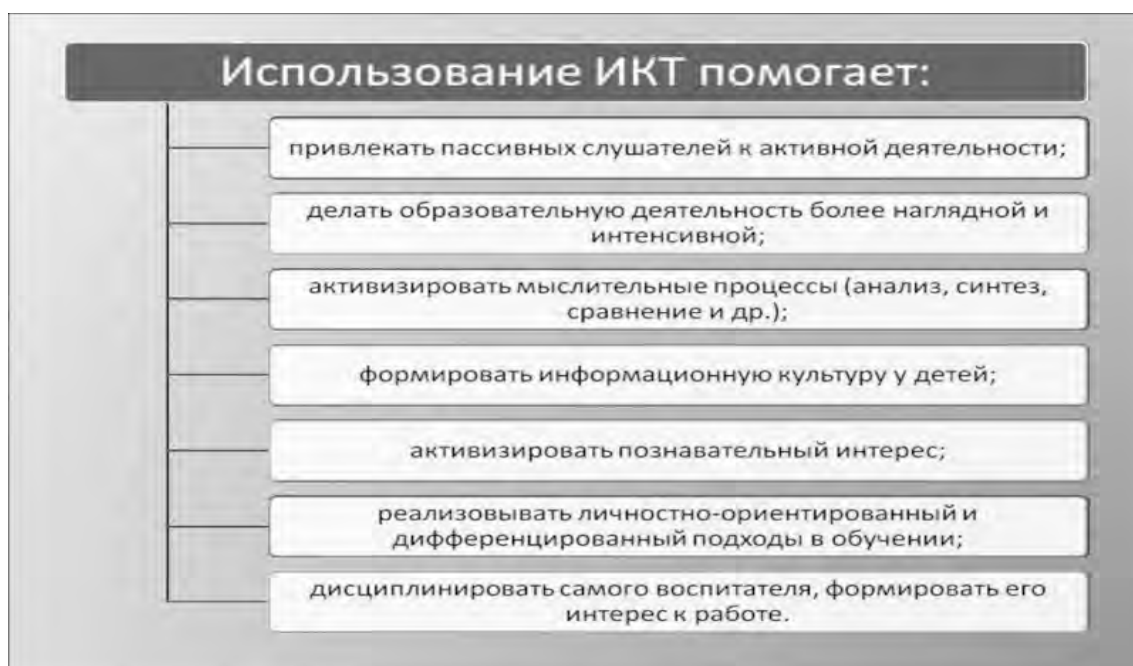 Использование ИКТ помогает:
привлекать пассивных слушателей к активной деятельности;
делать образовательную деятельность более наглядной и
интенсивной;
активизировать мыслительные процессы (анализ, синтез,
сравнение и др.);
формировать информационную культуру у детей;
активизировать познавательный интерес;
реализовывать личностно-ориентированный и
дифференцированный подходы в обучении;
дисциплинировать самого воспитателя, формировать его
интерес к работе.